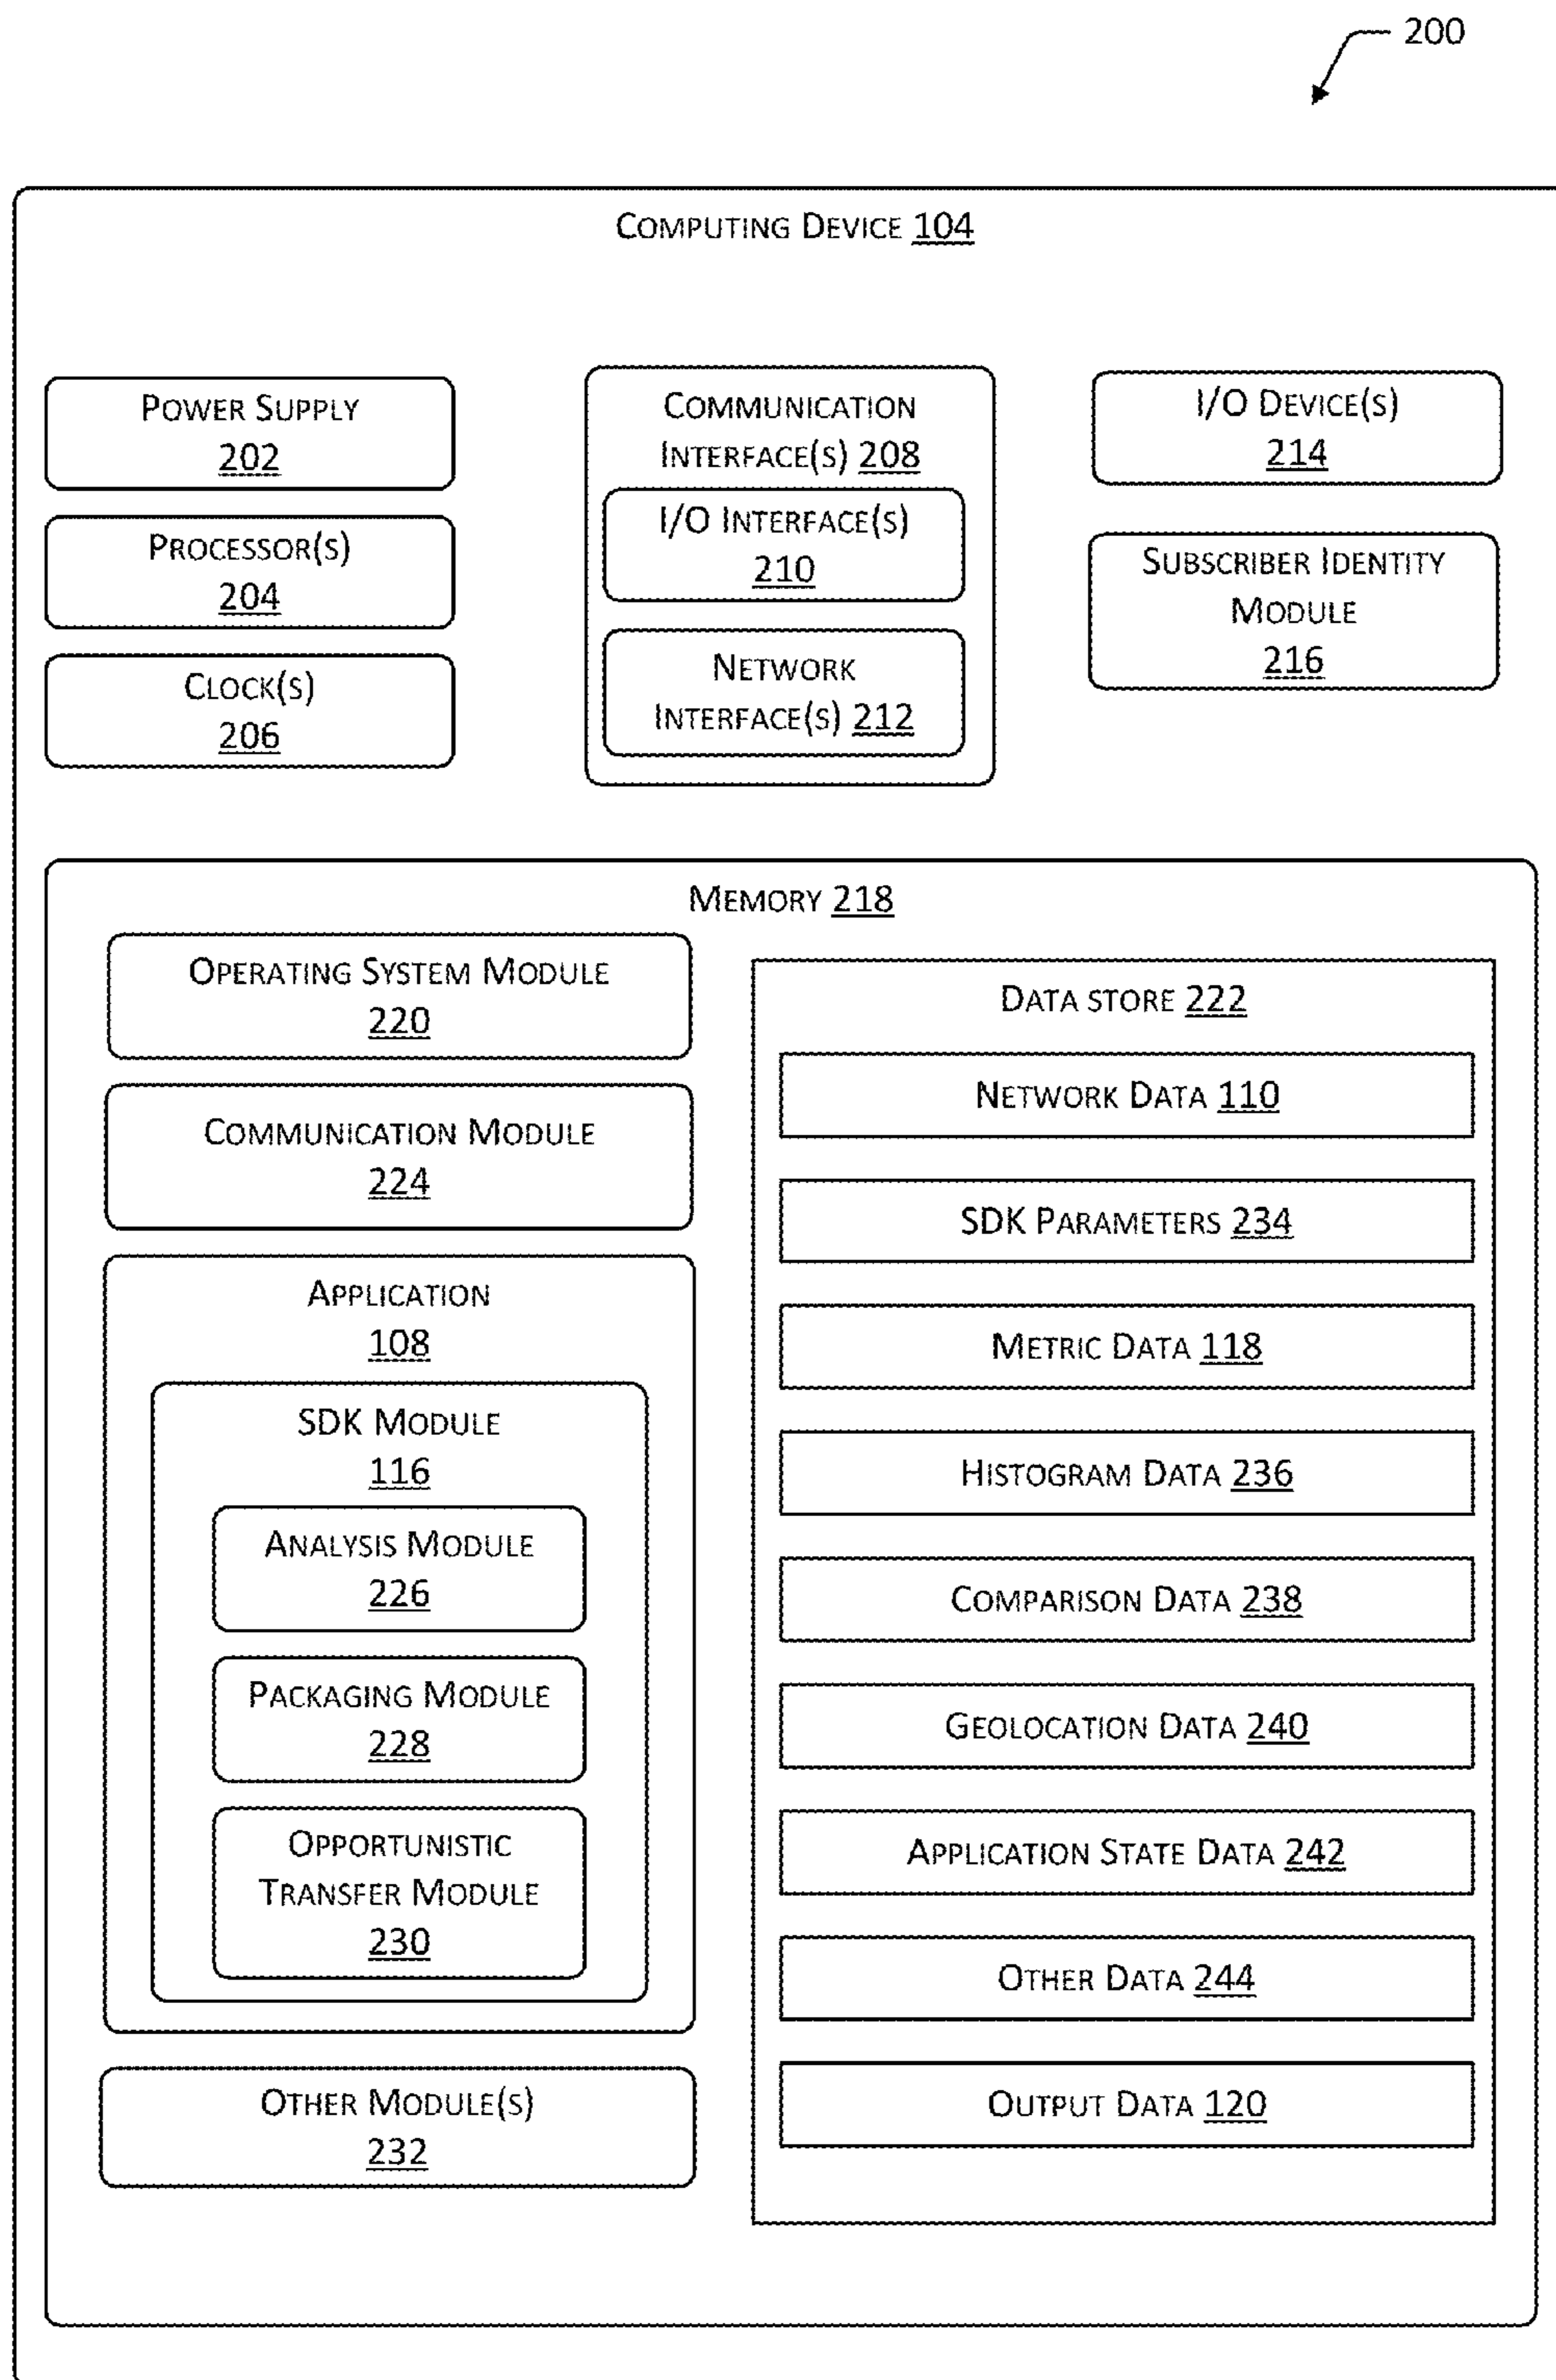 200
COMPUTING DEVICE 104
POWER SUPPLY
202
PROCESSOR(S)
204
CLOCK(S)
206
COMMUNICATION
INTERFACE(S) 208
I/O INTERFACE(S)
210
NETWORK
INTERFACE(S) 212
I/O DEVICE(S)
214
SUBSCRIBER IDENTITY
MODULE
216
MEMORY 218
OPERATING SYSTEM MODULE
220
COMMUNICATION MODULE
224
APPLICATION
108
SDK MODULE
116
ANALYSIS MODULE
226
PACKAGING MODULE
228
OPPORTUNISTIC
TRANSFER MODULE
230
OTHER MODULE(S)
232
DATA STORE 222
NETWORK DATA 110
SDK PARAMETERS 234
METRIC DATA 118
HISTOGRAM DATA 236
COMPARISON DATA 238
GEOLOCATION DATA 240
APPLICATION STATE DATA 242
OTHER DATA 244
OUTPUT DATA 120